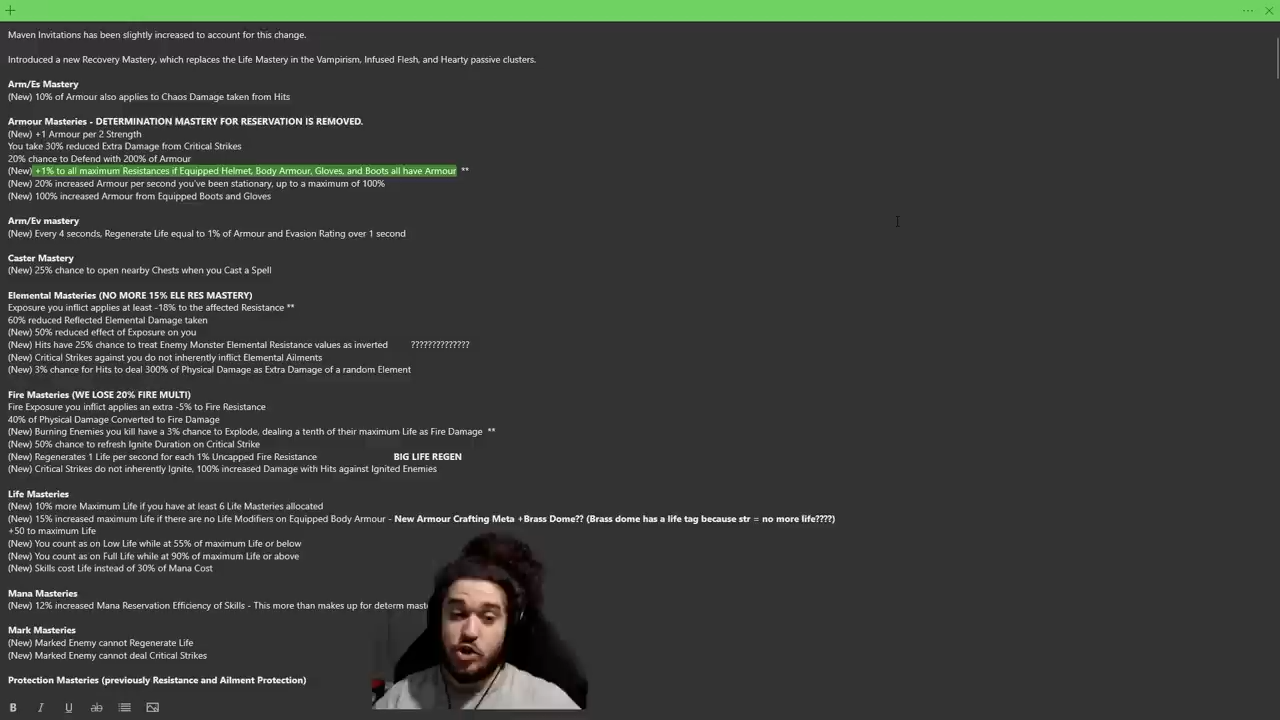 Maven Invitations has been slightly increased to account for this change.
Introduced a new Recovery Mastery, which replaces the Life Mastery in the Vampirism, Infused Flesh, and Hearty passive clusters.
Arm/Es Mastery
(New) 10% of Armour also applies to Chaos Damage taken from Hits
Armour Masteries - DETERMINATION MASTERY FOR RESERVATION IS REMOVED.
(New) +1 Armour per 2 Strength
You take 30% reduced Extra Damage from Critical Strikes
20% chance to Defend with 200% of Armour
(New) +1% to all maximum Resistances if Equipped Helmet, Body Armour, Gloves, and Boots all have Armour **
(New) 20% increased Armour per second you've been stationary, up to a maximum of 100%
(New) 100% increased Armour from Equipped Boots and Gloves
Arm/Ev mastery
(New) Every 4 seconds, Regenerate Life equal to 1% of Armour and Evasion Rating over 1 second
Caster Mastery
(New) 25% chance to open nearby Chests when you Cast a Spell
Elemental Masteries (NO MORE 15% ELE RES MASTERY)
Exposure you inflict applies at least -18% to the affected Resistance **
60% reduced Reflected Elemental Damage taken
(New) 50% reduced effect of Exposure on you
(New) Hits have 25% chance to treat Enemy Monster Elemental Resistance values as inverted ??????????????
(New) Critical Strikes against you do not inherently inflict Elemental Ailments
(New) 3% chance for Hits to deal 300% of Physical Damage as Extra Damage of a random Element
Fire Masteries (WE LOSE 20% FIRE MULTI)
Fire Exposure you inflict applies an extra -5% to Fire Resistance
40% of Physical Damage Converted to Fire Damage
(New) Burning Enemies you kill have a 3% chance to Explode, dealing a tenth of their maximum Life as Fire Damage **
(New) 50% chance to refresh Ignite Duration on Critical Strike
(New) Regenerates 1 Life per second for each 1% Uncapped Fire Resistance BIG LIFE REGEN
(New) Critical Strikes do not inherently Ignite, 100% increased Damage with Hits against Ignited Enemies
Life Masteries
(New) 10% more Maximum Life if you have at least 6 Life Masteries allocated
(New) 15% increased maximum Life if there are no Life Modifiers on Equipped Body Armour - New Armour Crafting Meta +Brass Dome?? (Brass dome has a life tag because str = no more life????)
+50 to maximum Life
(New) You count as on Low Life while at 55% of maximum Life or below
(New) You count as on Full Life while at 90% of maximum Life or above
(New) Skills cost Life instead of 30% of Mana Cost
Mana Masteries
(New) 12% increased Mana Reservation Efficiency of Skills - This more than makes up for determ
Mark Masteries
(New) Marked Enemy cannot Regenerate Life
(New) Marked Enemy cannot deal Critical Strikes
Protection Masteries (previously Resistance and Ailment Protection)
B I U ab